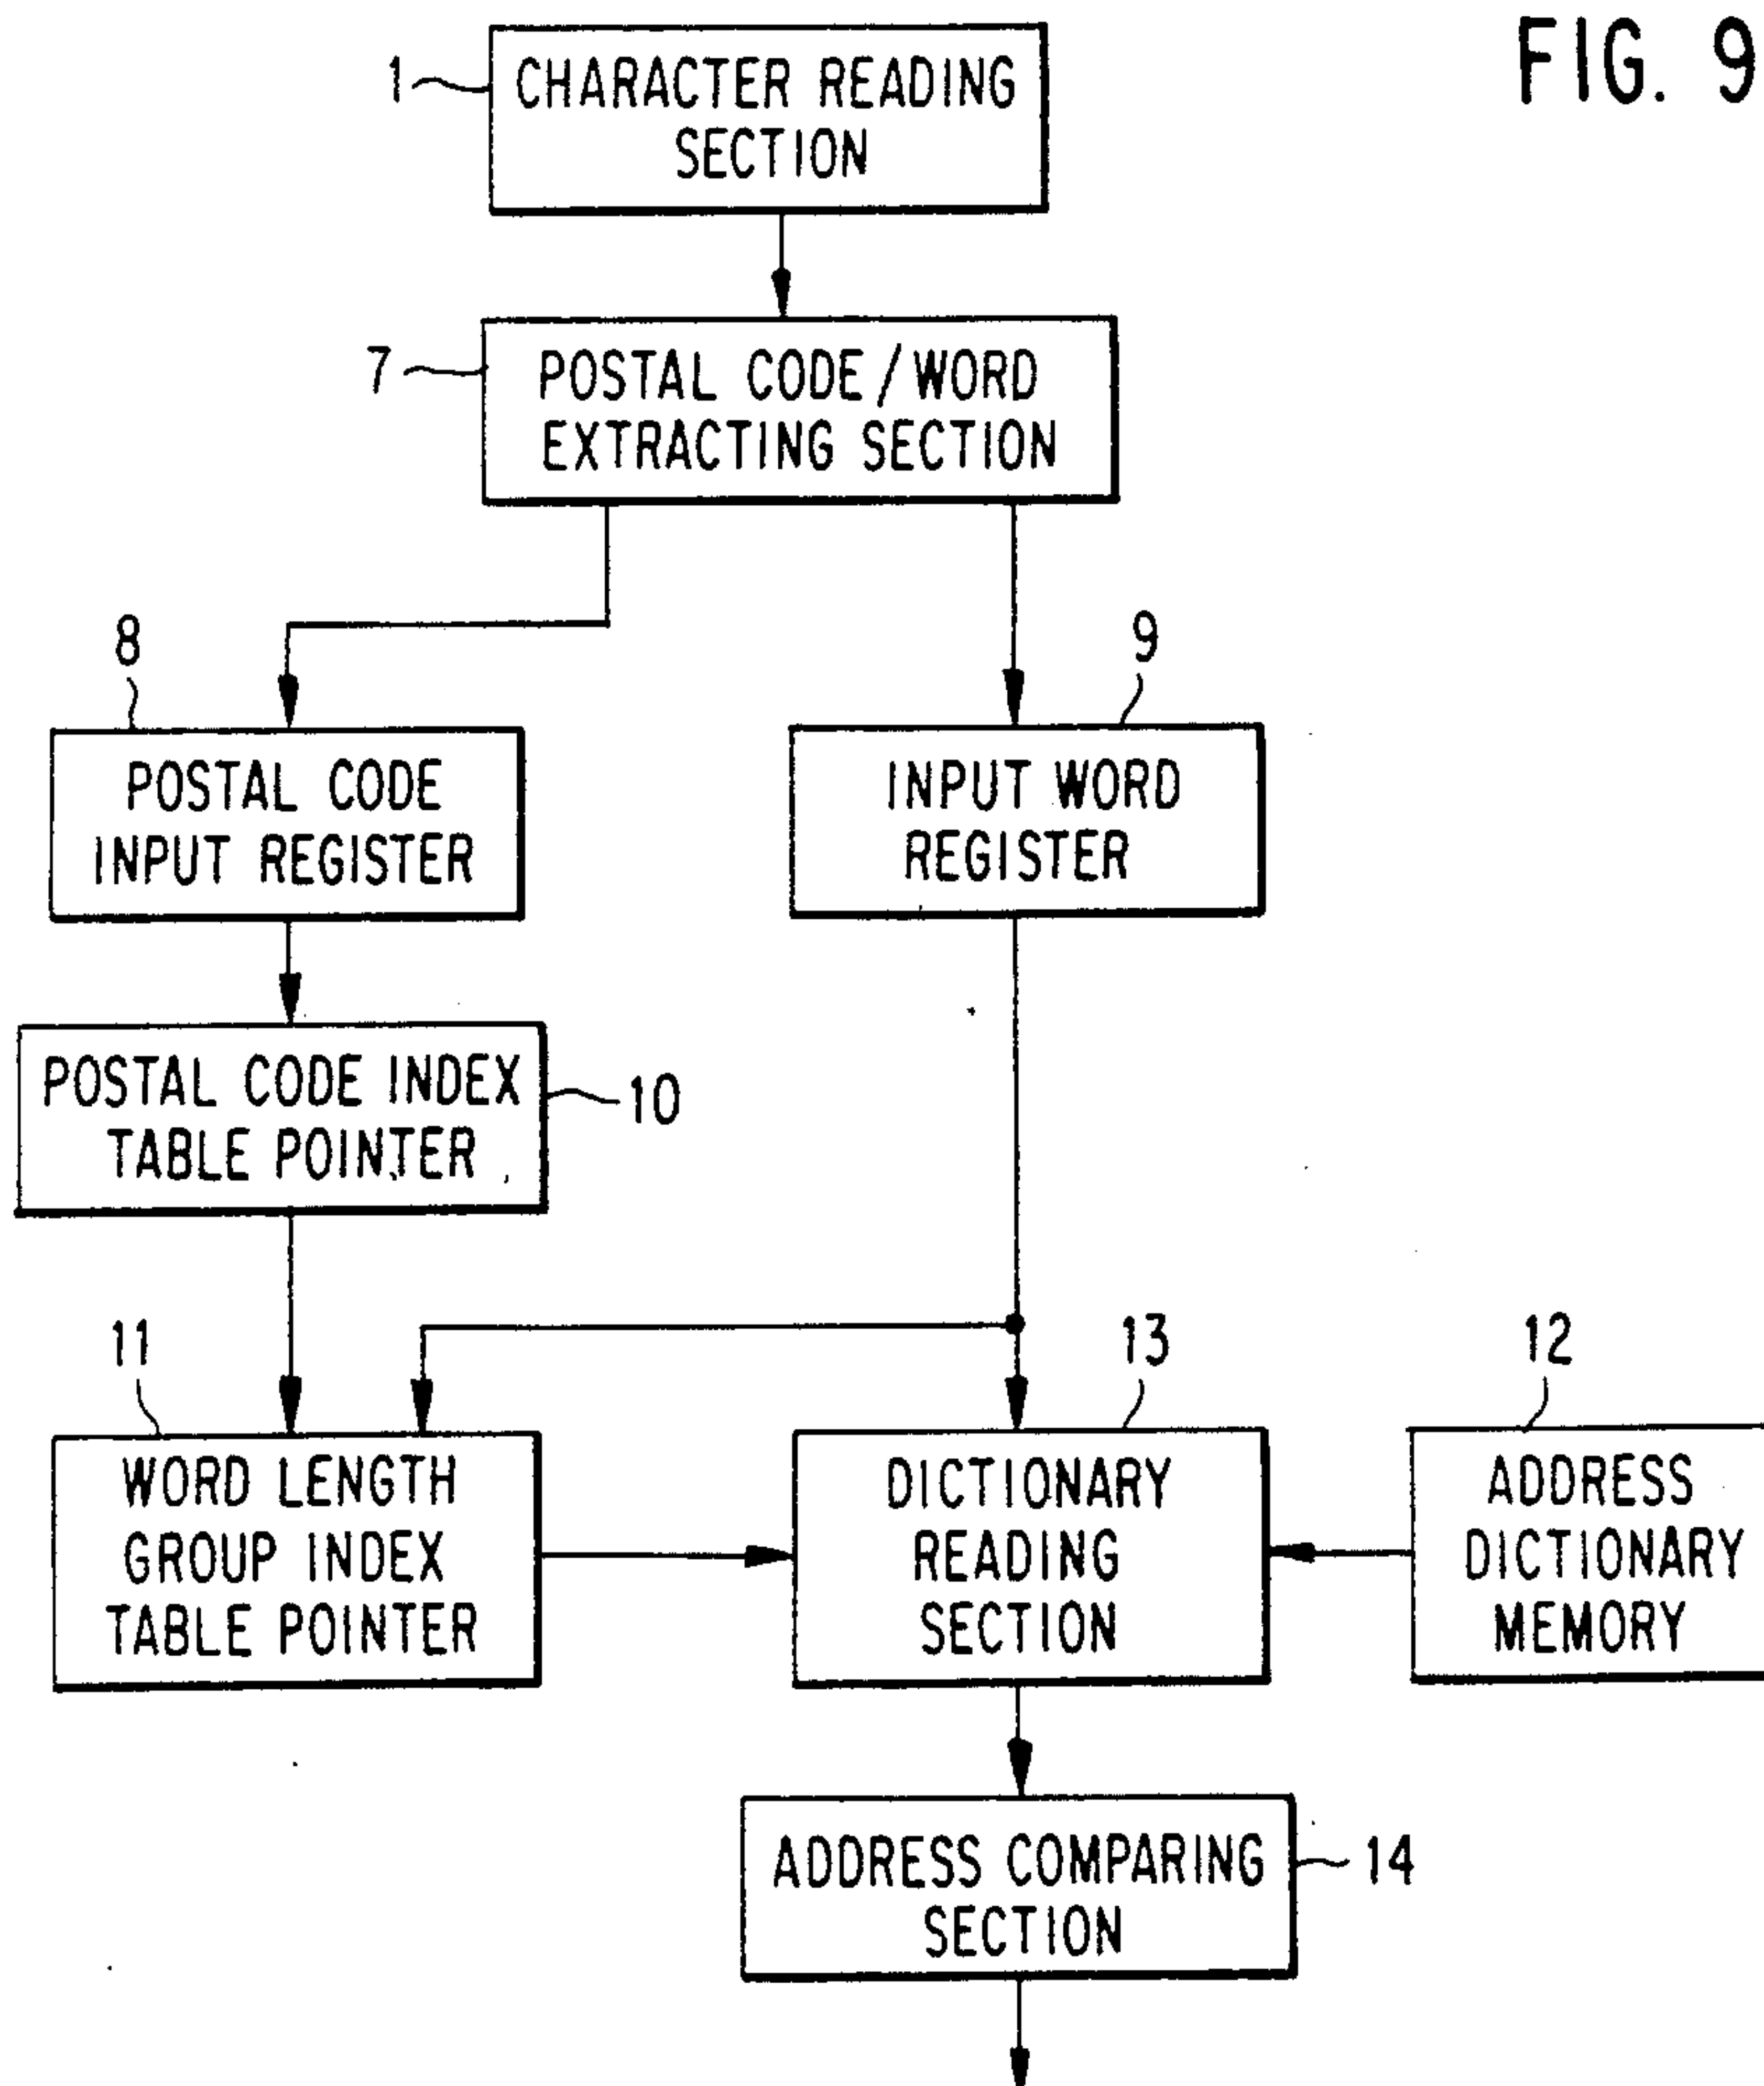 FIG. 9
1
CHARACTER READING
SECTION
7
POSTAL CODE/WORD
EXTRACTING SECTION
8
POSTAL CODE
INPUT REGISTER
9
INPUT WORD
REGISTER
POSTAL CODE INDEX
TABLE POINTER
10
11
WORD LENGTH
GROUP INDEX
TABLE POINTER
13
DICTIONARY
READING
SECTION
12
ADDRESS
DICTIONARY
MEMORY
ADDRESS COMPARING
SECTION
14